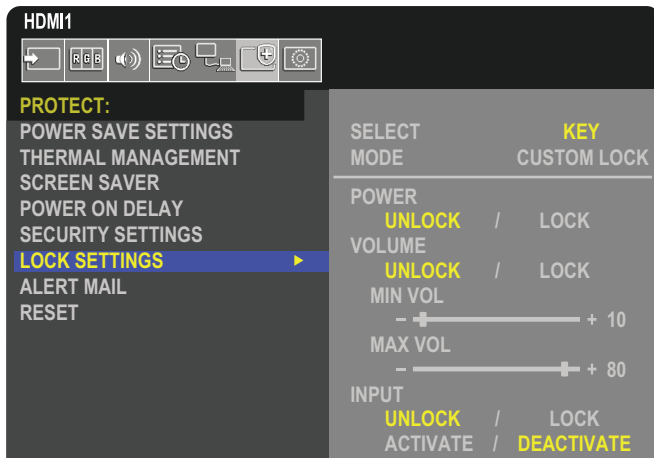 HDMI1
R G B
PROTECT:
POWER SAVE SETTINGS
THERMAL MANAGEMENT
SCREEN SAVER
POWER ON DELAY
SECURITY SETTINGS
LOCK SETTINGS
ALERT MAIL
RESET
SELECT KEY
MODE CUSTOM LOCK
POWER
UNLOCK / LOCK
VOLUME
UNLOCK / LOCK
MIN VOL
– + 10
MAX VOL
– + 80
INPUT
UNLOCK / LOCK
ACTIVATE / DEACTIVATE